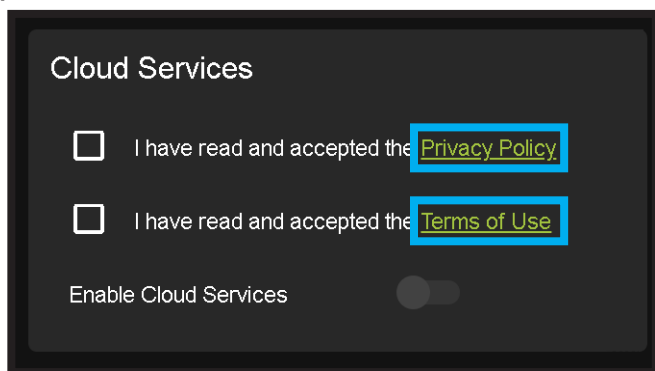 Cloud Services
I have read and accepted the Privacy Policy
I have read and accepted the Terms of Use
Enable Cloud Services